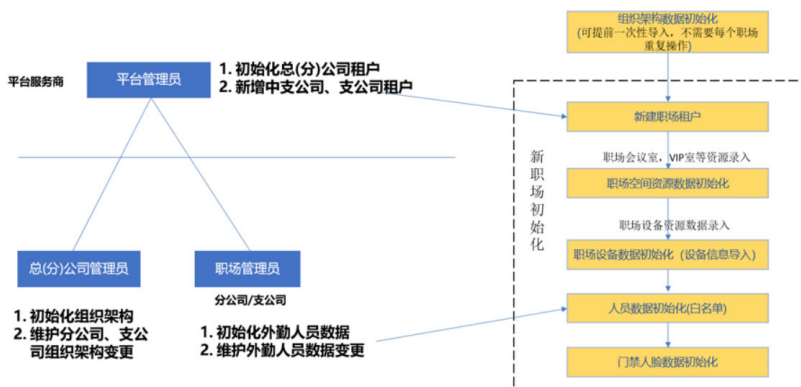 平台服务商
平台管理员
1. 初始化总(分)公司租户
2. 新增中支公司、支公司租户
总(分)公司管理员
1. 初始化组织架构
2. 维护分公司、支公
司组织架构变更
职场管理员
分公司/支公司
1. 初始化外勤人员数据
2. 维护外勤人员数据变更
组织架构数据初始化
(可提前一次性导入，不需要每个职场
重复操作)
新职场初始化
新建职场租户
职场会议室，VIP室等资源录入
职场空间资源数据初始化
职场设备资源数据录入
职场设备数据初始化（设备信息导入）
人员数据初始化(白名单)
门禁人脸数据初始化